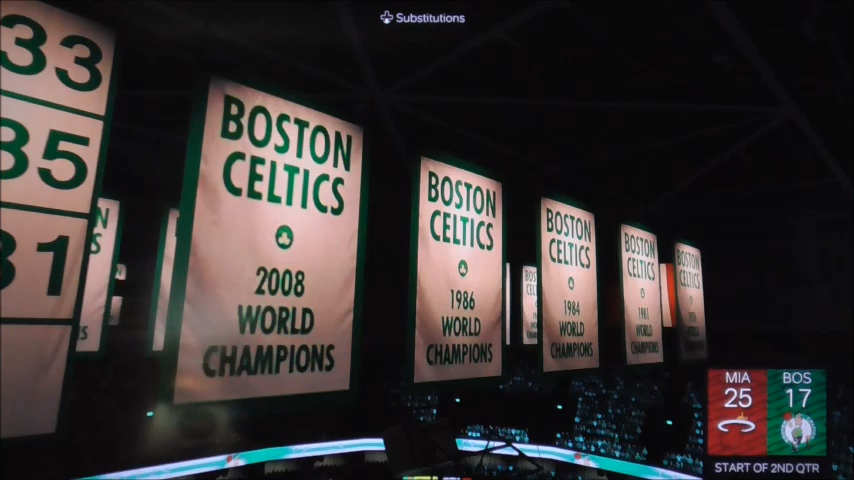 Substitutions
33
35
31
BOSTON
CELTICS
2008
WORLD
CHAMPIONS
BOSTON
CELTICS
1986
WORLD
CHAMPIONS
BOSTON
CELTICS
1984
WORLD
CHAMPIONS
BOSTON
CELTICS
1981
WORLD
CHAMPIONS
BOSTON
CELTICS
MIA BOS
25 17
START OF 2ND QTR